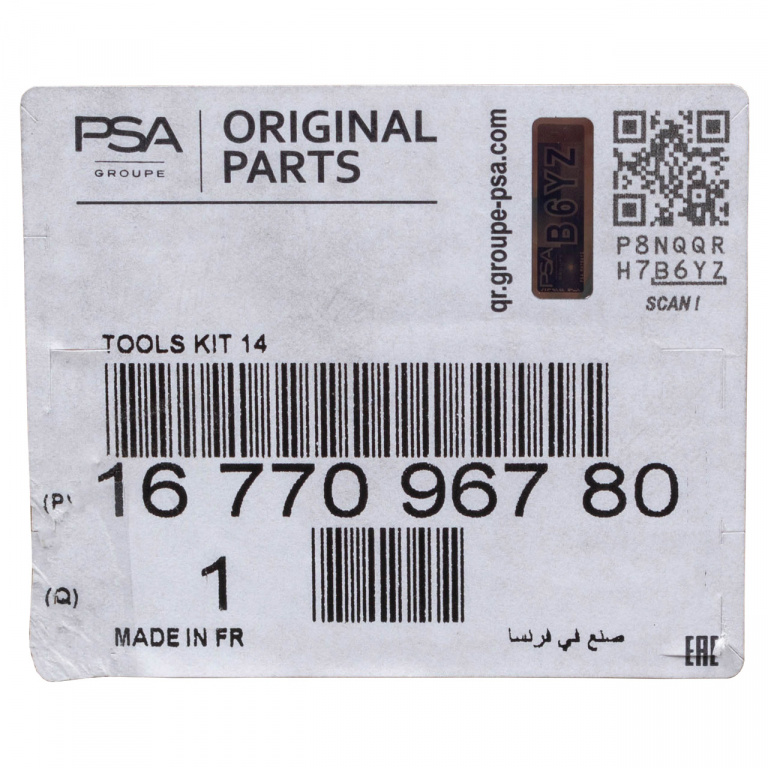 PSA
GROUPE
ORIGINAL
PARTS
qr.groupe-psa.com
PSA
B6YZ
P8NQQR
H7B6YZ
SCAN!
TOOLS KIT 14
(P) 16 770 967 80
(Q) 1
MADE IN FR
صنع في فرنسا
EAC